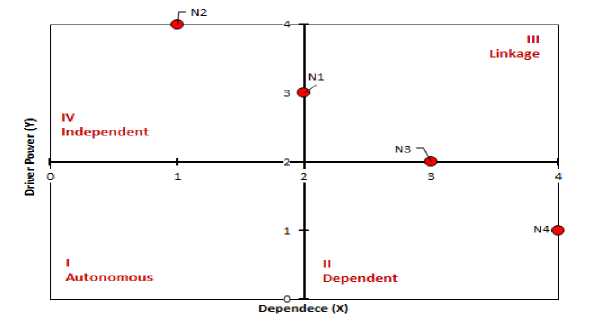 N2
4
III
Linkage
N1
3
IV
Independent
N3
Driver Power (Y)
2
0
1
2
3
4
1
N4
I
Autonomous
II
Dependent
0
Dependece (X)